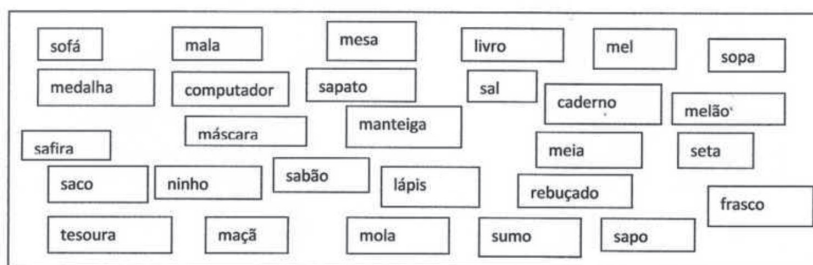 sofá
mala
mesa
livro
mel
sopa
medalha
computador
sapato
sal
caderno
melão
safira
máscara
manteiga
meia
seta
saco
ninho
sabão
lápis
rebuçado
frasco
tesoura
maçã
mola
sumo
sapo